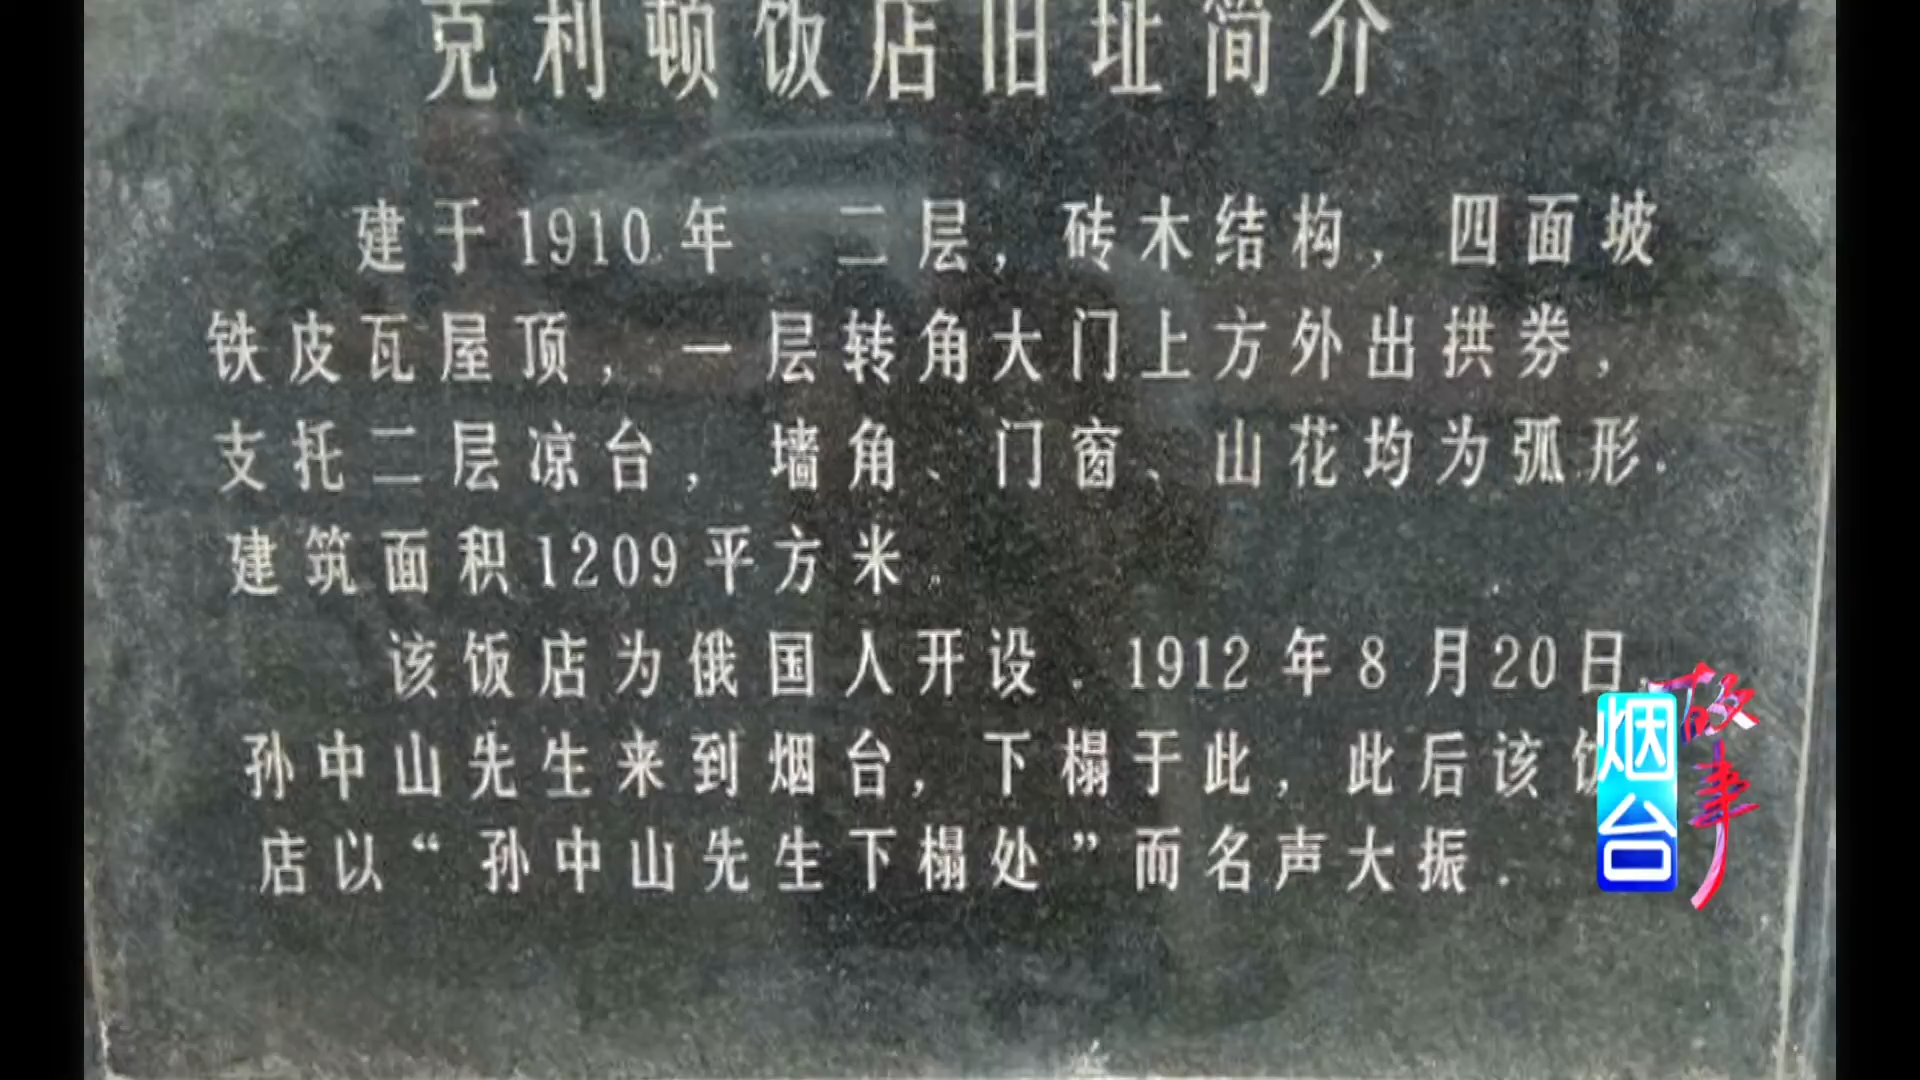 克利顿饭店旧址简介
建于1910年，二层，砖木结构，四面坡
铁皮瓦屋顶，一层转角大门上方外出拱券，
支托二层凉台，墙角、门窗、山花均为弧形。
建筑面积1209平方米。
该饭店为俄国人开设。1912年8月20日，
孙中山先生来到烟台，下榻于此，此后该饭
店以“孙中山先生下榻处”而名声大振。
烟台故事